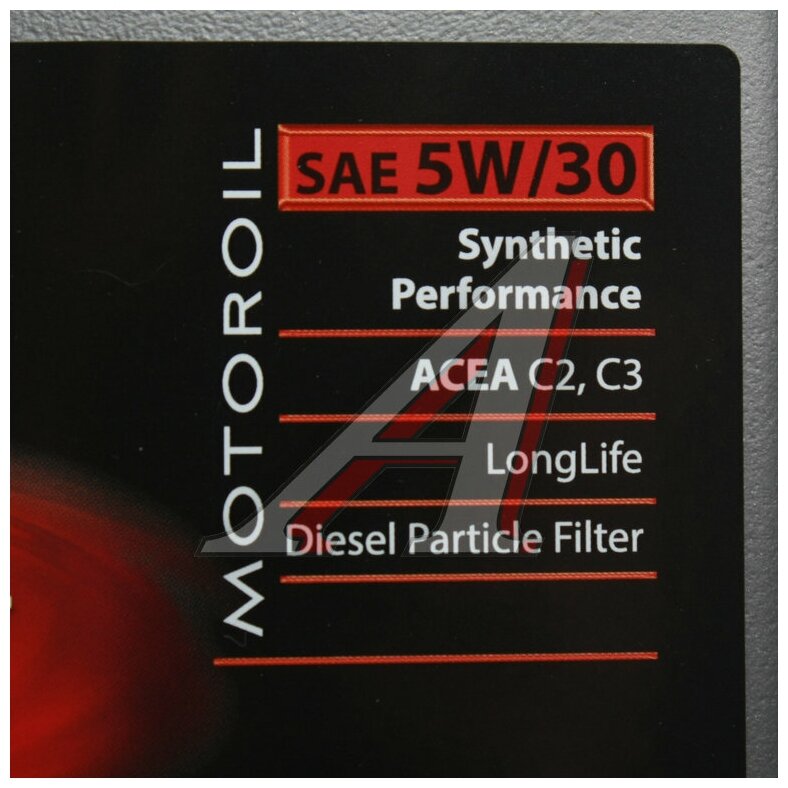 MOTOROIL
SAE 5W/30
Synthetic
Performance
ACEA C2, C3
LongLife
Diesel Particle Filter